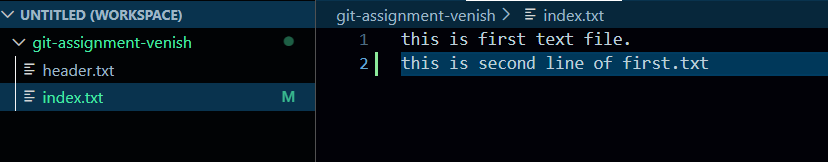 UNTITLED (WORKSPACE)
git-assignment-venish
header.txt
index.txt M
git-assignment-venish > index.txt
1 this is first text file.
2 this is second line of first.txt